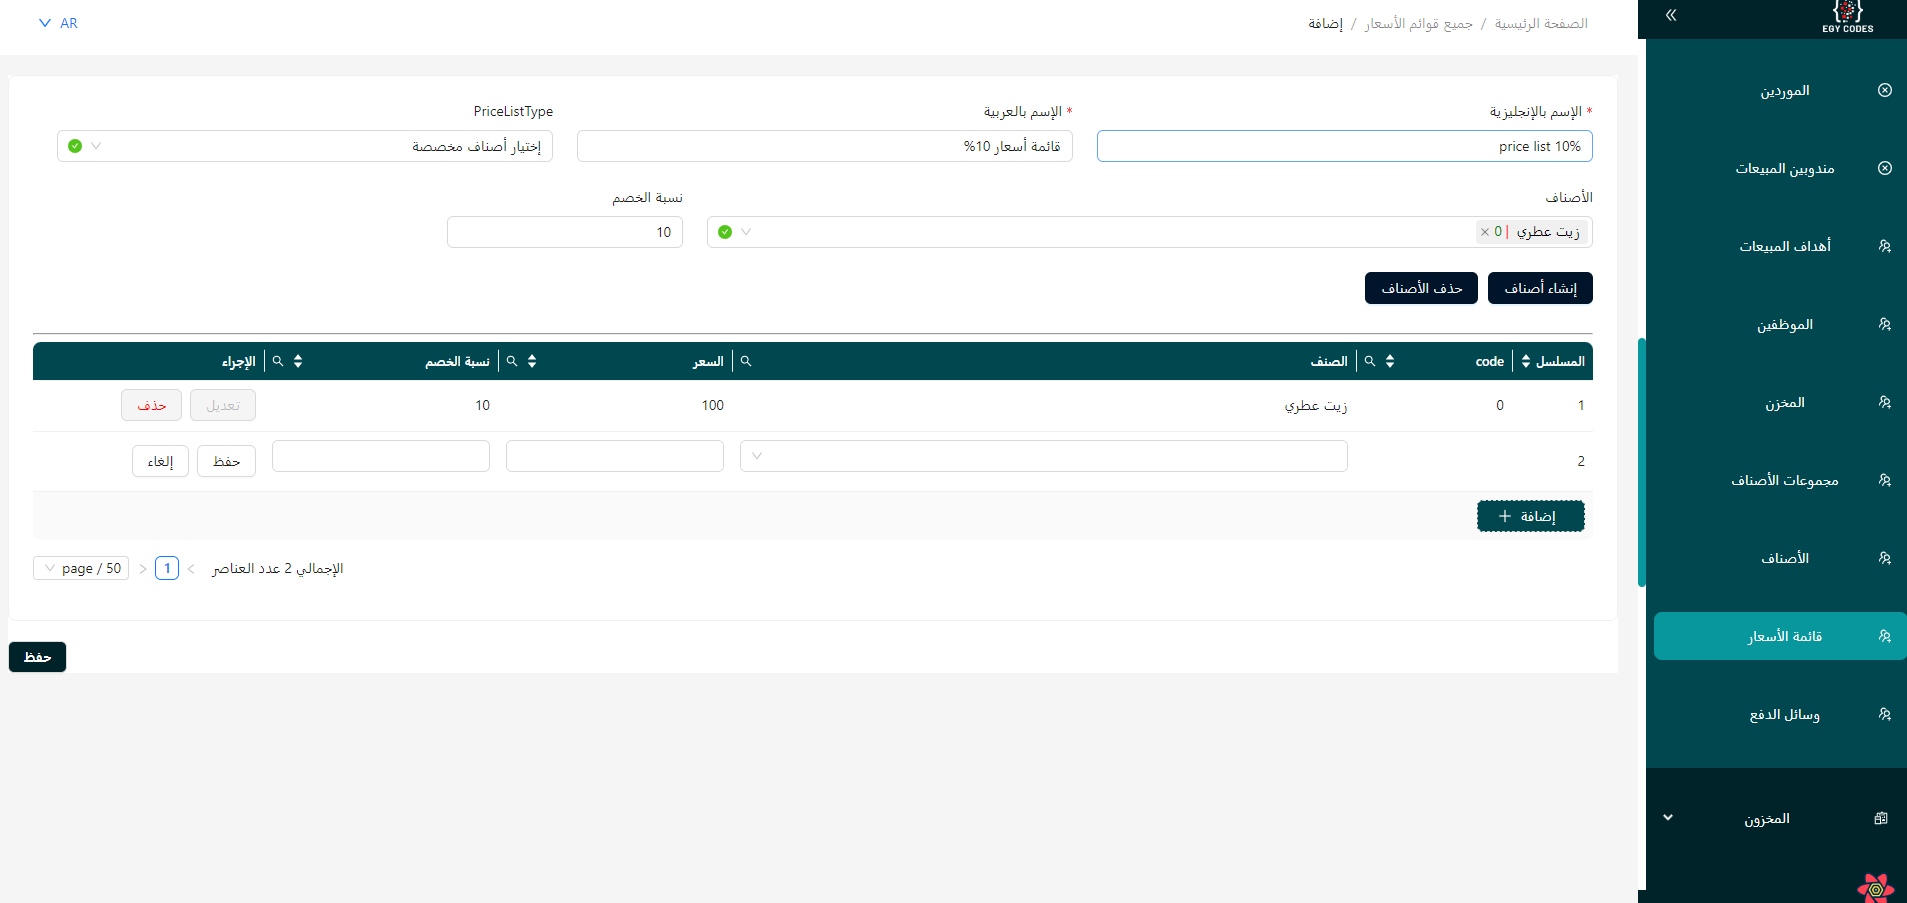 EGY CODES
الموردين
مندوبين المبيعات
أهداف المبيعات
الموظفين
المخزن
مجموعات الأصناف
الأصناف
قائمة الأسعار
وسائل الدفع
المخزون
الصفحة الرئيسية / جميع قوائم الأسعار / إضافة
AR
* الإسم بالإنجليزية
* الإسم بالعربية
PriceListType
price list 10%
قائمة أسعار 10%
إختيار أصناف مخصصة
الأصناف
نسبة الخصم
زيت عطري | 0
10
إنشاء أصناف
حذف الأصناف
المسلسل code الصنف السعر نسبة الخصم الإجراء
1 0 زيت عطري 100 10 تعديل حذف
2 حفظ إلغاء
إضافة +
الإجمالي 2 عدد العناصر
1
50 / page
حفظ